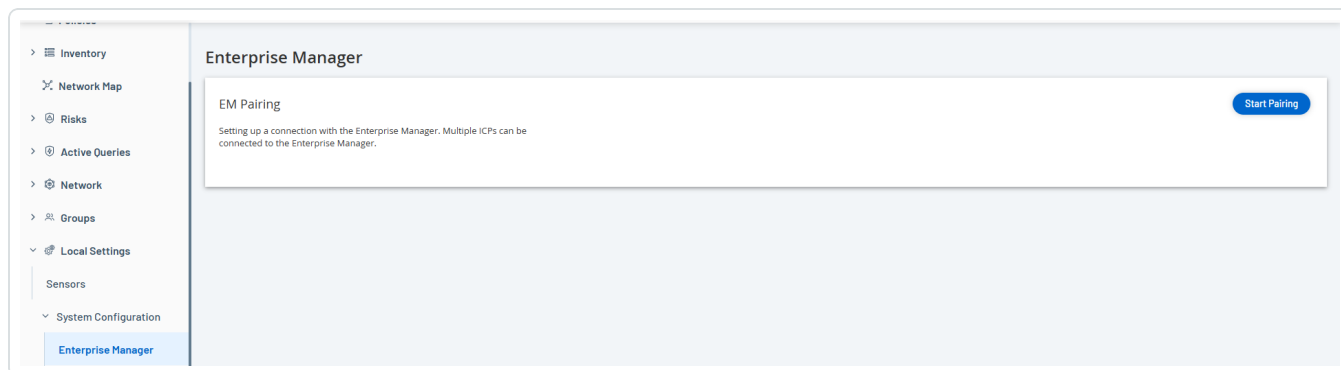 Policies
Inventory
Network Map
Risks
Active Queries
Network
Groups
Local Settings
Sensors
System Configuration
Enterprise Manager
Enterprise Manager
EM Pairing
Start Pairing
Setting up a connection with the Enterprise Manager. Multiple ICPs can be
connected to the Enterprise Manager.